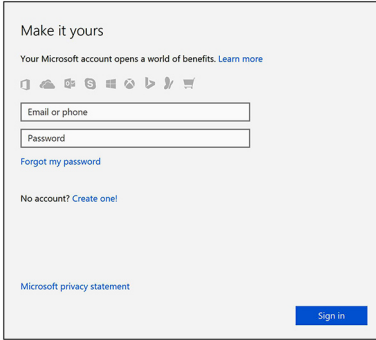 Make it yours
Your Microsoft account opens a world of benefits. Learn more
Email or phone
Password
Forgot my password
No account? Create one!
Microsoft privacy statement
Sign in